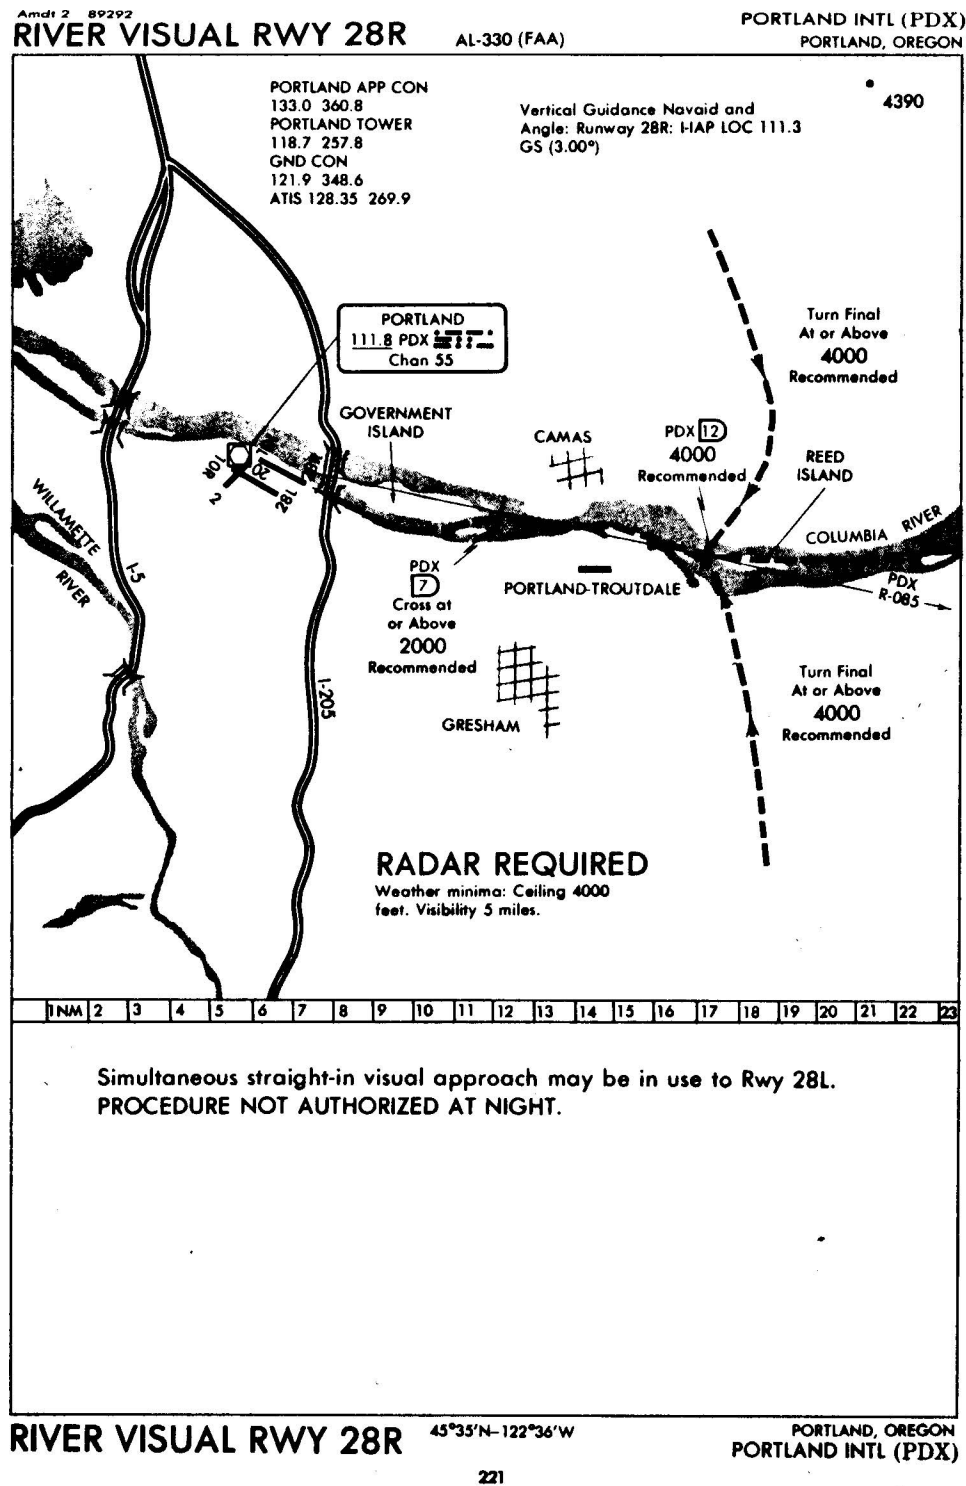 Amdt 2 89292
RIVER VISUAL RWY 28R
AL-330 (FAA)
PORTLAND INTL (PDX)
PORTLAND, OREGON
PORTLAND APP CON
133.0 360.8
PORTLAND TOWER
118.7 257.8
GND CON
121.9 348.6
ATIS 128.35 269.9
Vertical Guidance Navaid and
Angle: Runway 28R: I-IAP LOC 111.3
GS (3.00°)
4390
PORTLAND
111.8 PDX
Chan 55
Turn Final
At or Above
4000
Recommended
GOVERNMENT
ISLAND
CAMAS
PDX 12
4000
Recommended
REED
ISLAND
10R
2
20
28L
WILLAMETTE
RIVER
I-5
COLUMBIA RIVER
PDX
R-085
PDX
7
Cross at
or Above
2000
Recommended
PORTLAND-TROUTDALE
I-205
GRESHAM
Turn Final
At or Above
4000
Recommended
RADAR REQUIRED
Weather minima: Ceiling 4000
feet. Visibility 5 miles.
1NM 2 3 4 5 6 7 8 9 10 11 12 13 14 15 16 17 18 19 20 21 22 23
Simultaneous straight-in visual approach may be in use to Rwy 28L.
PROCEDURE NOT AUTHORIZED AT NIGHT.
RIVER VISUAL RWY 28R
45°35'N-122°36'W
PORTLAND, OREGON
PORTLAND INTL (PDX)
221